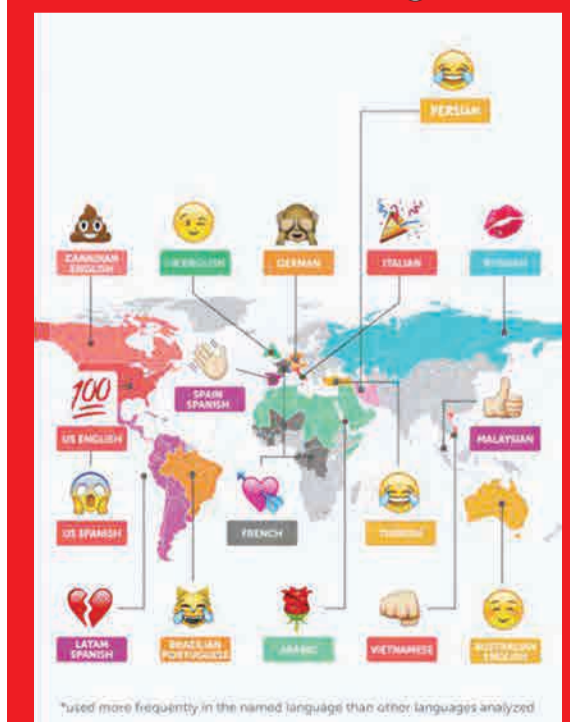 PERSIAN
CANADIAN
ENGLISH
UK ENGLISH
GERMAN
ITALIAN
RUSSIAN
SPAIN
SPANISH
100
US ENGLISH
MALAYSIAN
US SPANISH
FRENCH
TURKISH
LATAM
SPANISH
BRAZILIAN
PORTUGUESE
ARABIC
VIETNAMESE
AUSTRALIAN
ENGLISH
*used more frequently in the named language than other languages analyzed